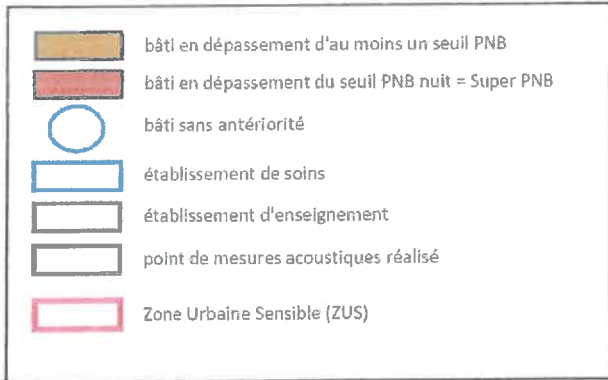 bâti en dépassement d'au moins un seuil PNB
bâti en dépassement du seuil PNB nuit = Super PNB
bâti sans antériorité
établissement de soins
établissement d'enseignement
point de mesures acoustiques réalisé
Zone Urbaine Sensible (ZUS)